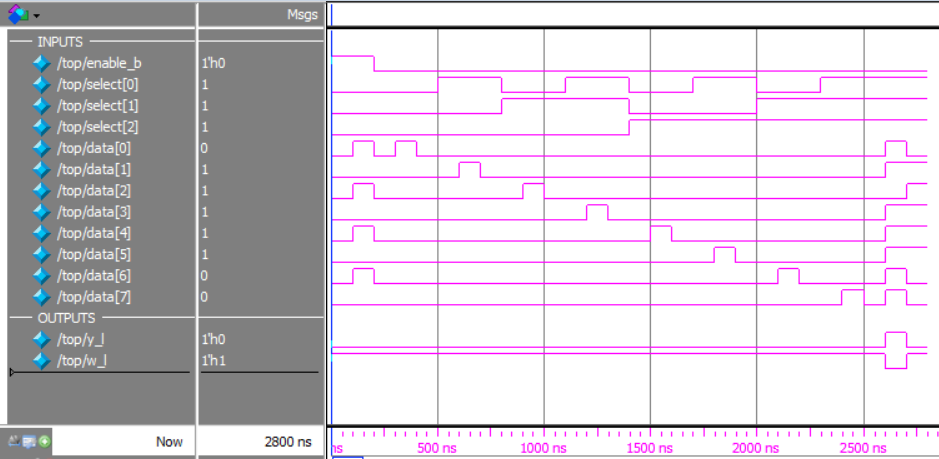 Msgs
INPUTS
/top/enable_b 1'h0
/top/select[0] 1
/top/select[1] 1
/top/select[2] 1
/top/data[0] 0
/top/data[1] 1
/top/data[2] 1
/top/data[3] 1
/top/data[4] 1
/top/data[5] 1
/top/data[6] 0
/top/data[7] 0
OUTPUTS
/top/y_l 1'h0
/top/w_l 1'h1
Now 2800 ns ns 500 ns 1000 ns 1500 ns 2000 ns 2500 ns